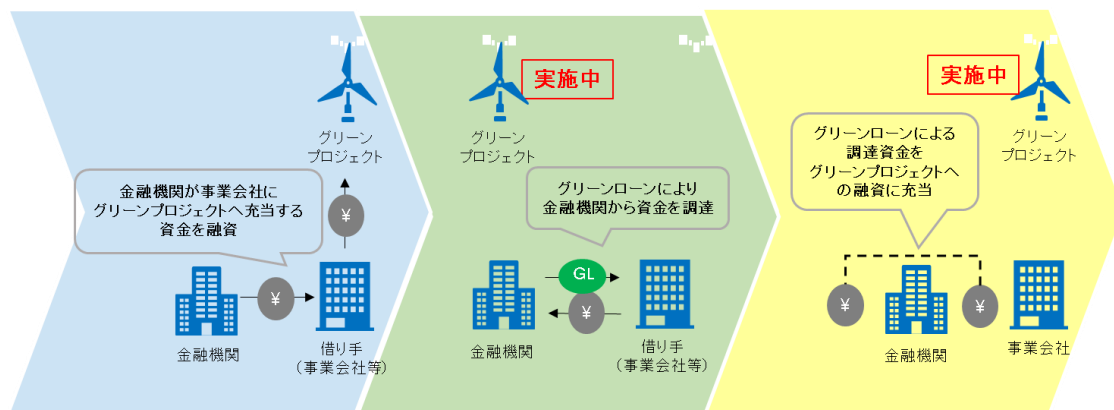 グリーン
プロジェクト
金融機関が事業会社に
グリーンプロジェクトへ充当する
資金を融資
¥
¥
金融機関
借り手
（事業会社等）
実施中
グリーン
プロジェクト
グリーンローンにより
金融機関から資金を調達
GL
¥
金融機関
借り手
（事業会社等）
実施中
グリーン
プロジェクト
グリーンローンによる
調達資金を
グリーンプロジェクトへ
の融資に充当
¥
¥
金融機関
事業会社